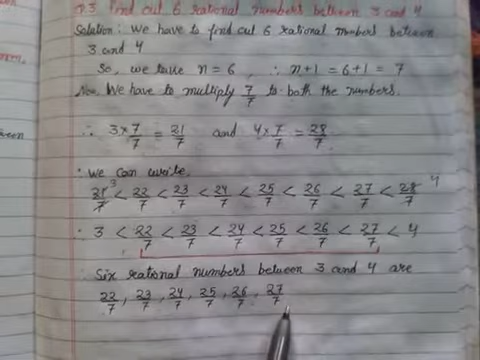 Q.3 Find out 6 rational numbers between 3 and 4
Solution: We have to find out 6 rational numbers between
3 and 4
So, we take n = 6 ∴ n+1 = 6+1 = 7
Now, We have to multiply 7/7 to both the numbers.
∴ 3 × 7/7 = 21/7 and 4 × 7/7 = 28/7
∴ We can write
21/7 3 < 22/7 < 23/7 < 24/7 < 25/7 < 26/7 < 27/7 < 28/7 4
∴ 3 < 22/7 < 23/7 < 24/7 < 25/7 < 26/7 < 27/7 < 4
∴ Six rational numbers between 3 and 4 are
22/7, 23/7, 24/7, 25/7, 26/7, 27/7